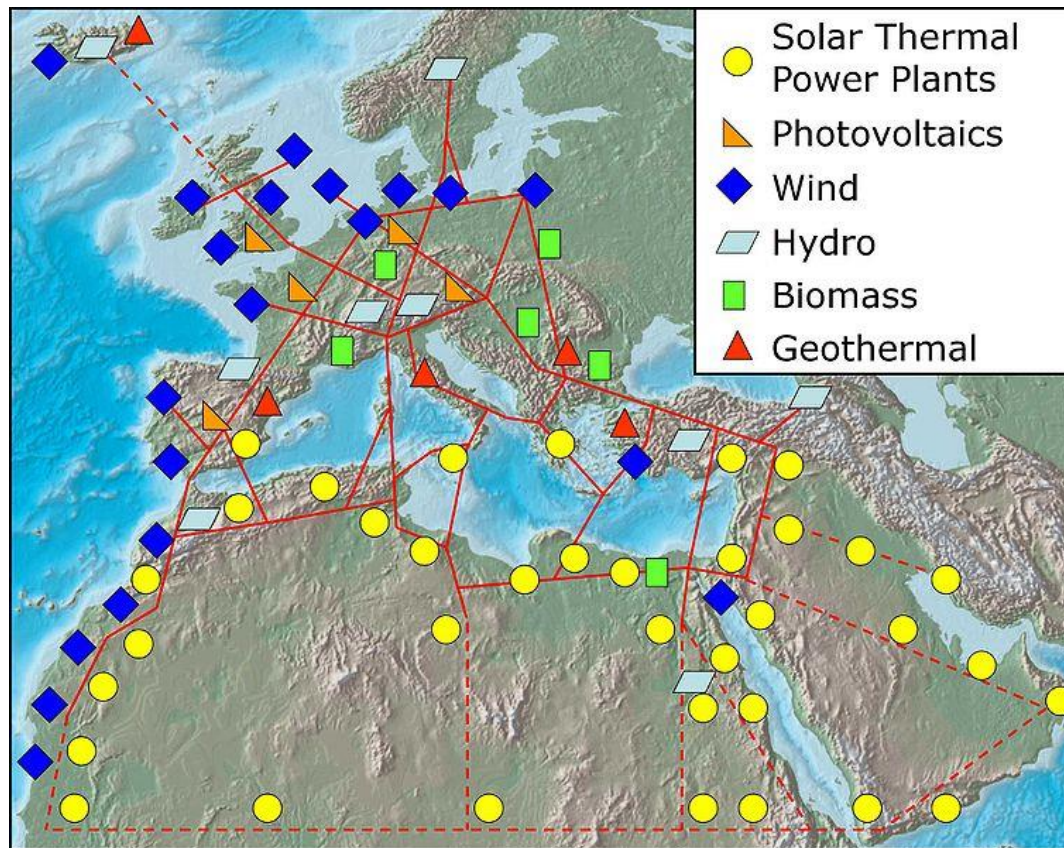 Solar Thermal
Power Plants
Photovoltaics
Wind
Hydro
Biomass
Geothermal